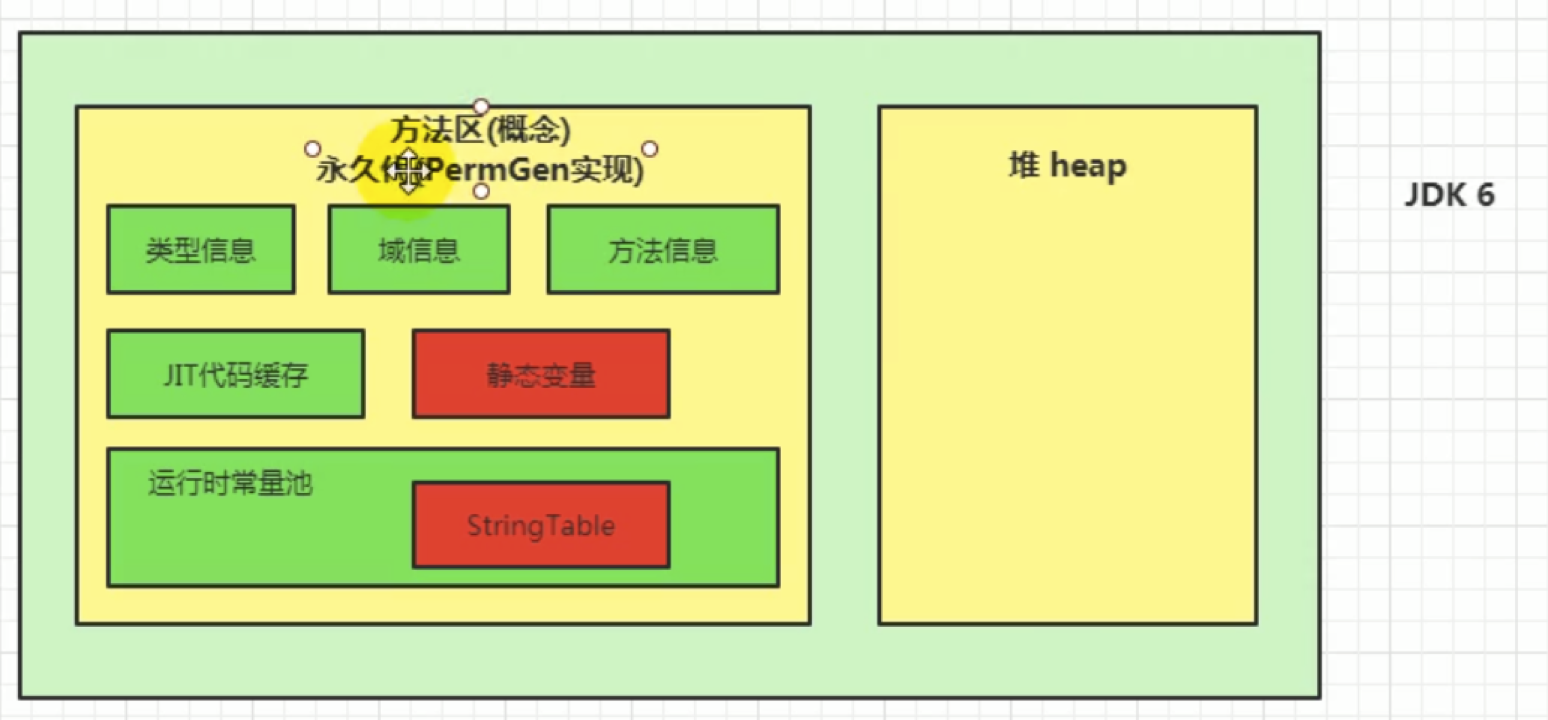 方法区(概念)
永久代(PermGen实现)
堆 heap
JDK 6
类型信息
域信息
方法信息
JIT代码缓存
静态变量
运行时常量池
StringTable